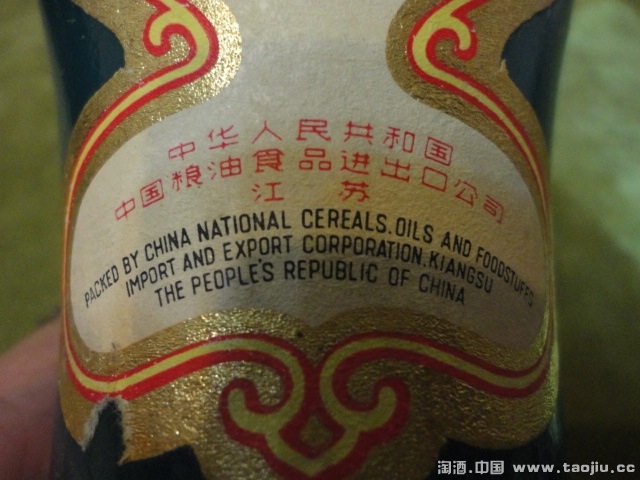 中华人民共和国
中国粮油食品进出口公司
江苏
PACKED BY CHINA NATIONAL CEREALS.OILS AND FOODSTUFFS
IMPORT AND EXPORT CORPORATION.KIANGSU
THE PEOPLE'S REPUBLIC OF CHINA
淘酒.中国 www.taojiu.cc